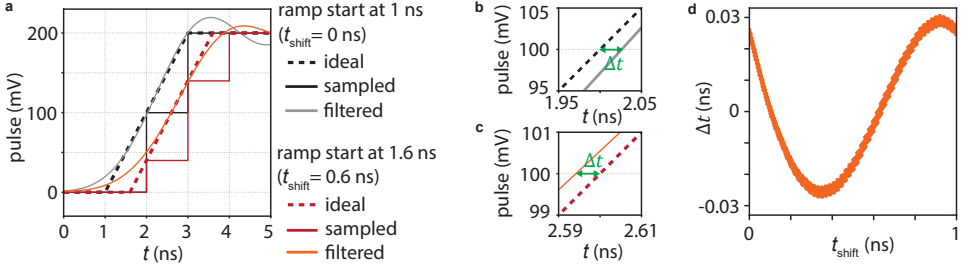 a
200
100
0
pulse (mV)
0 1 2 3 4 5
t (ns)
ramp start at 1 ns
(tshift= 0 ns)
ideal
sampled
filtered
ramp start at 1.6 ns
(tshift= 0.6 ns)
ideal
sampled
filtered
b
105
100
95
pulse (mV)
Δt
1.95 2.05
t (ns)
c
101
100
99
pulse (mV)
Δt
2.59 2.61
t (ns)
d
0.03
0
-0.03
Δt (ns)
0 1
tshift (ns)